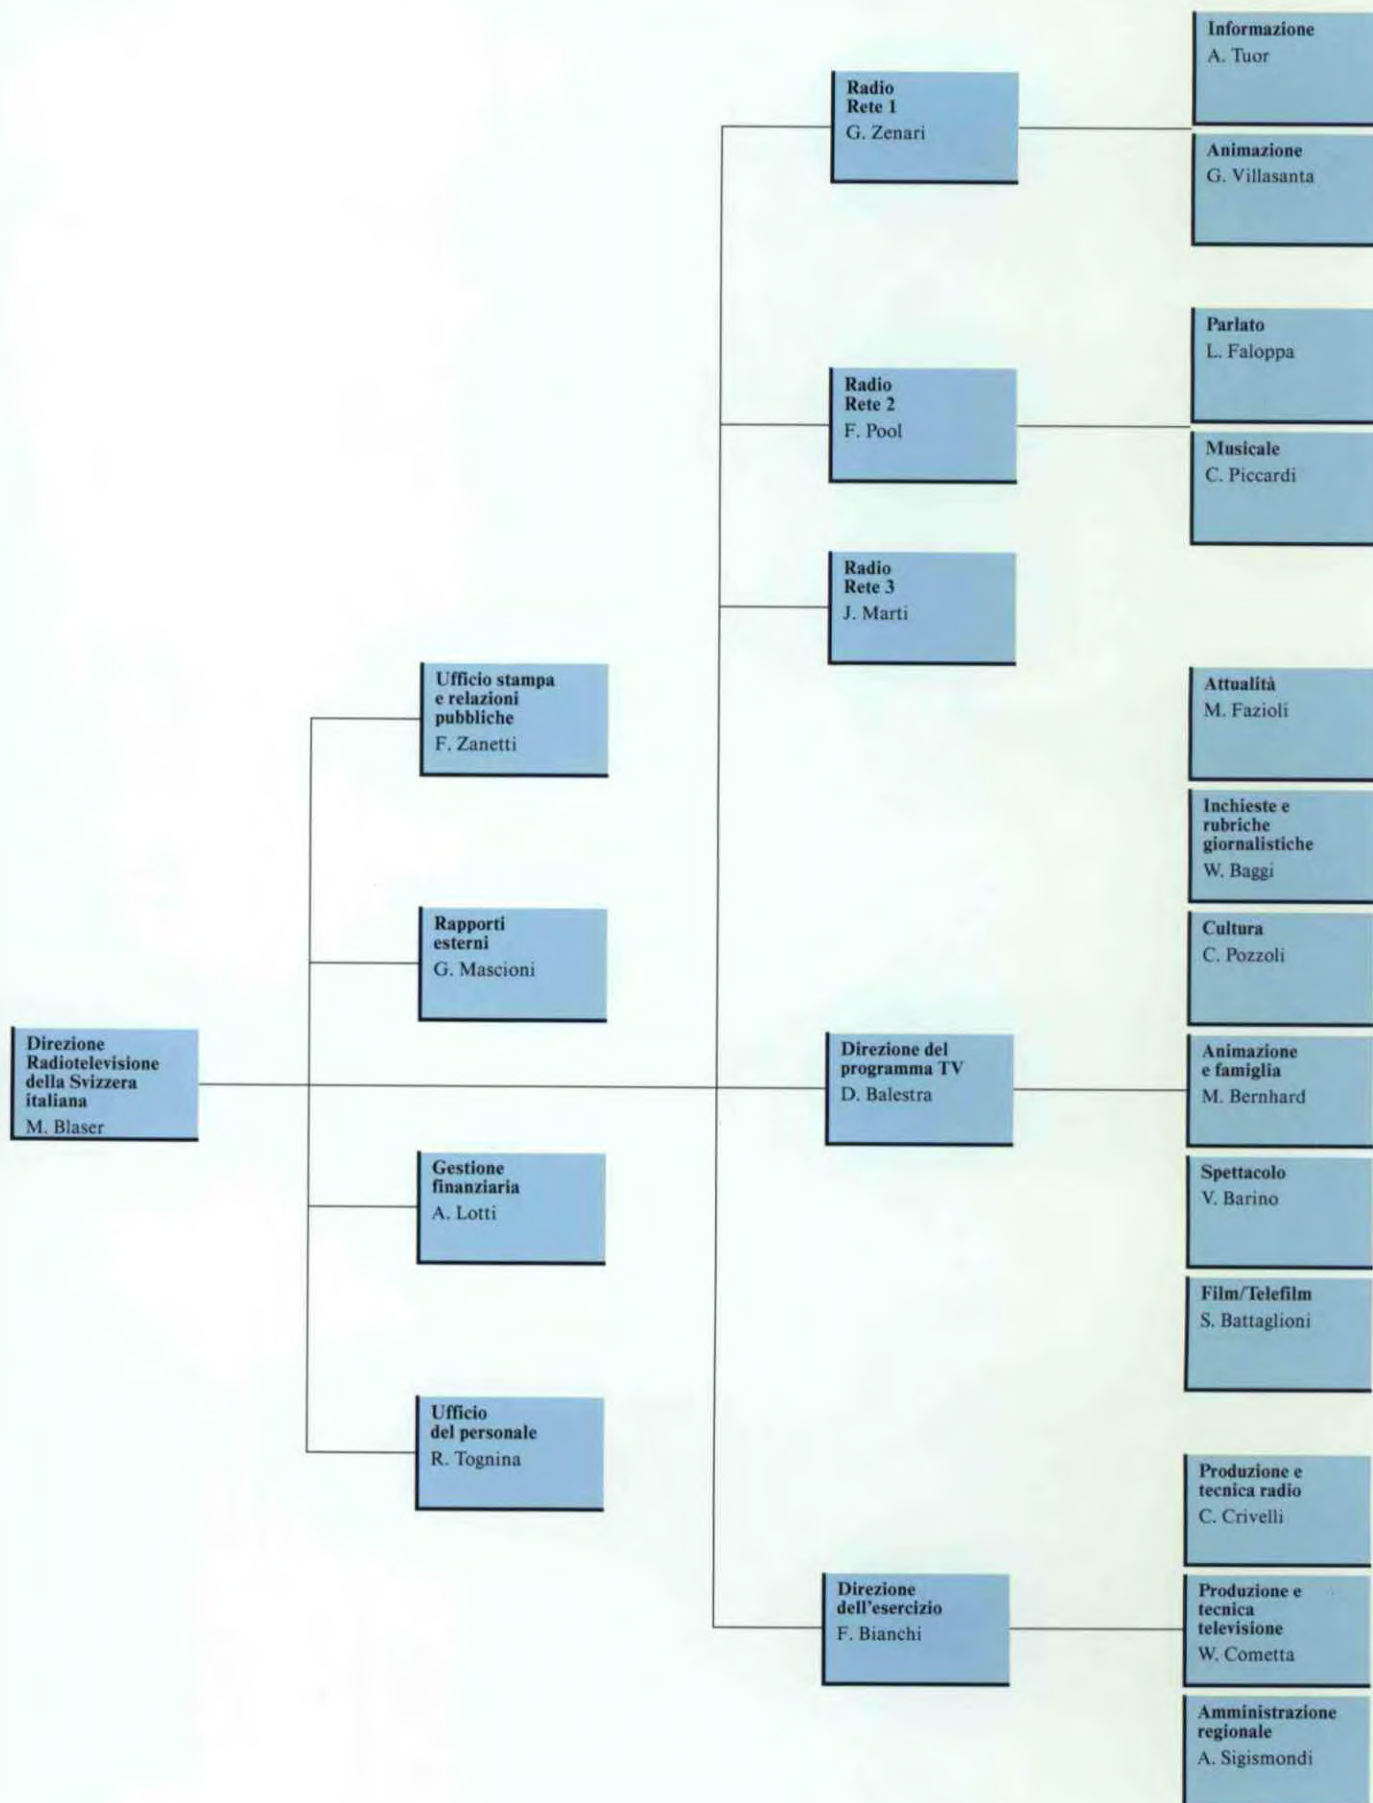 Direzione
Radiotelevisione
della Svizzera
italiana
M. Blaser
Ufficio stampa
e relazioni
pubbliche
F. Zanetti
Rapporti
esterni
G. Mascioni
Gestione
finanziaria
A. Lotti
Ufficio
del personale
R. Tognina
Radio
Rete 1
G. Zenari
Radio
Rete 2
F. Pool
Radio
Rete 3
J. Marti
Direzione del
programma TV
D. Balestra
Direzione
dell'esercizio
F. Bianchi
Informazione
A. Tuor
Animazione
G. Villasanta
Parlato
L. Faloppa
Musicale
C. Piccardi
Attualità
M. Fazioli
Inchieste e
rubriche
giornalistiche
W. Baggi
Cultura
C. Pozzoli
Animazione
e famiglia
M. Bernhard
Spettacolo
V. Barino
Film/Telefilm
S. Battaglioni
Produzione e
tecnica radio
C. Crivelli
Produzione e
tecnica
televisione
W. Cometta
Amministrazione
regionale
A. Sigismondi